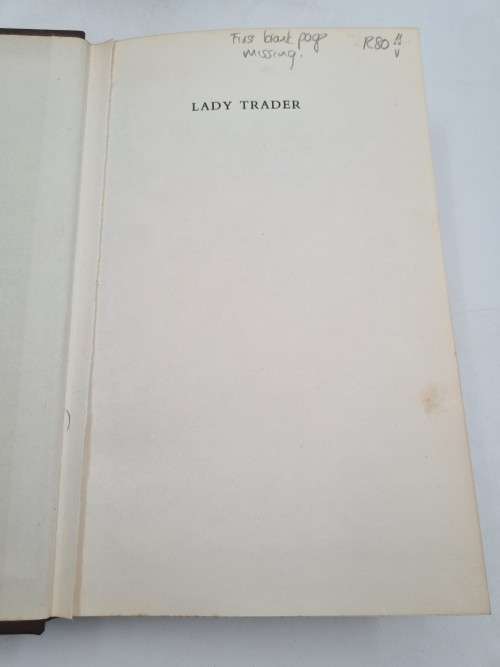 First blank page R80
missing.
LADY TRADER